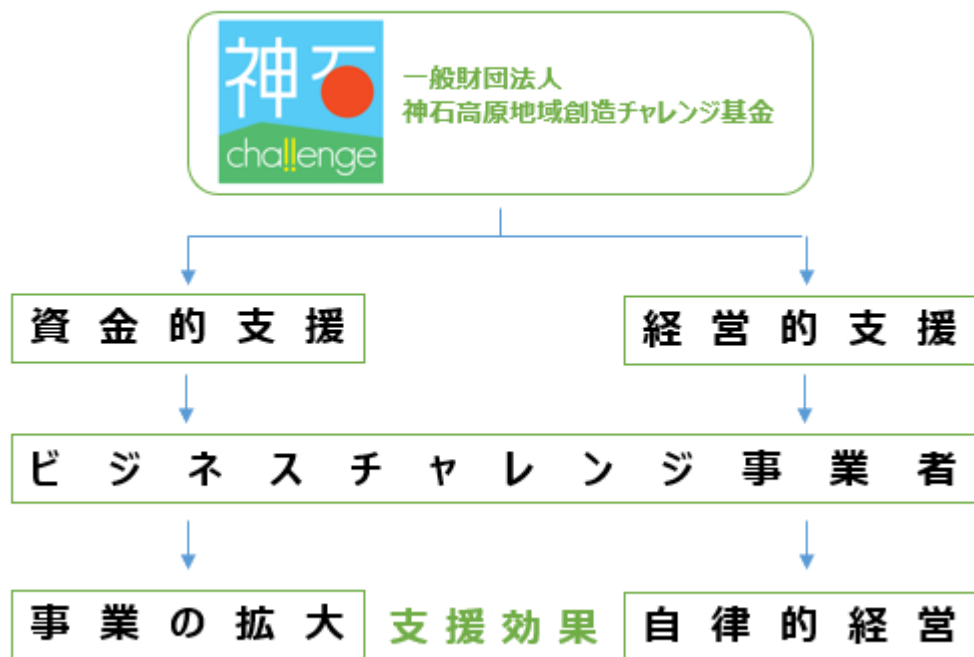 神石
challenge
一般財団法人
神石高原地域創造チャレンジ基金
資金的支援
経営的支援
ビジネスチャレンジ事業者
事業の拡大
支援効果
自律的経営